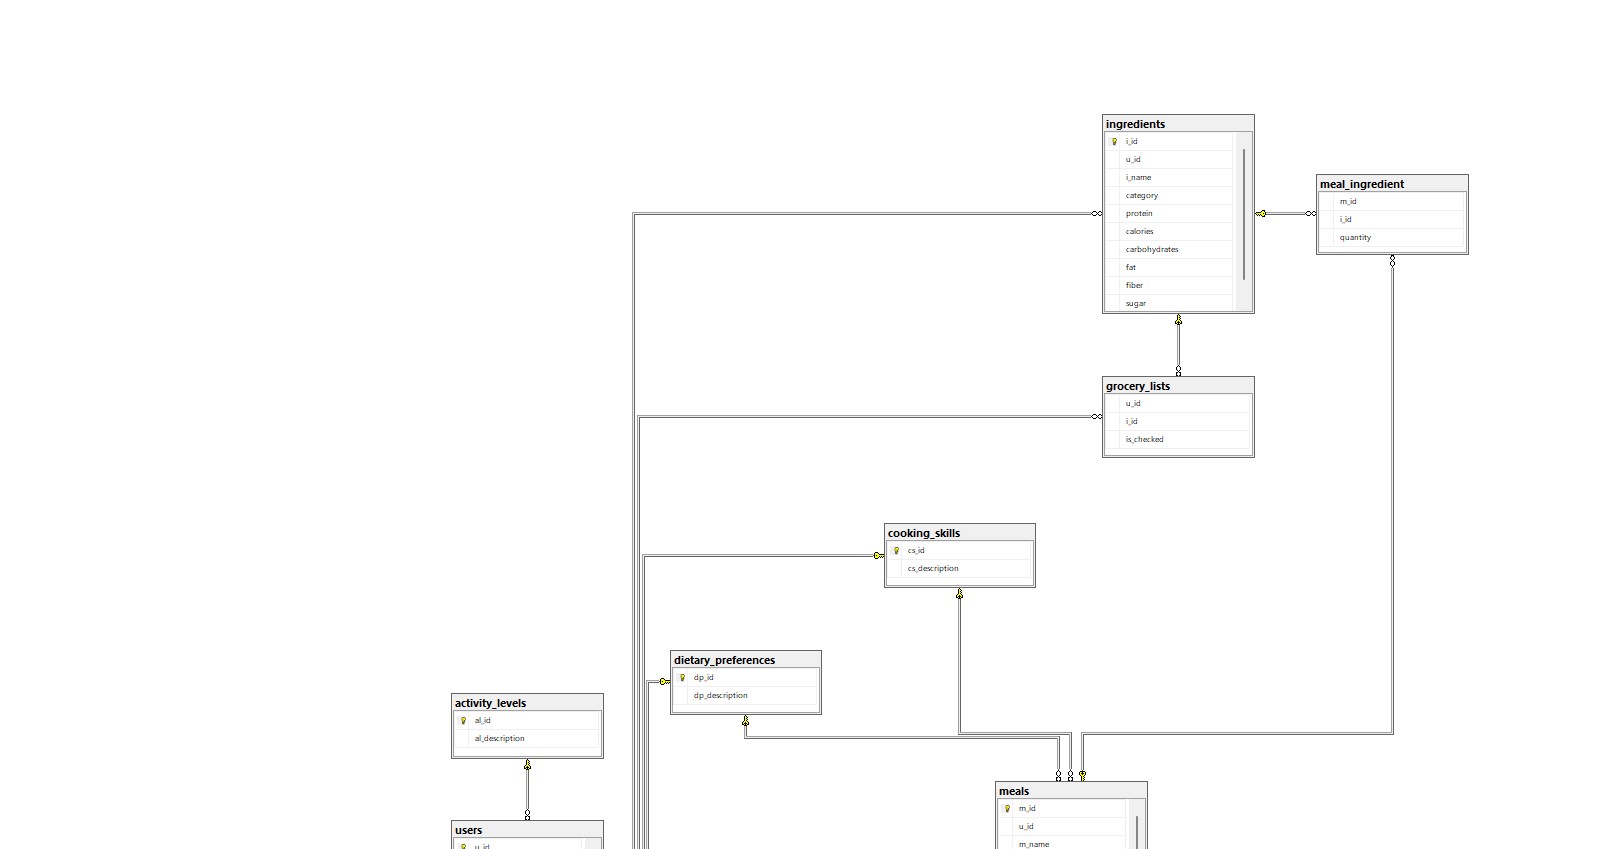 ingredients
i_id
u_id
i_name
category
protein
calories
carbohydrates
fat
fiber
sugar
meal_ingredient
m_id
i_id
quantity
grocery_lists
u_id
i_id
is_checked
cooking_skills
cs_id
cs_description
dietary_preferences
dp_id
dp_description
activity_levels
al_id
al_description
meals
m_id
u_id
m_name
users
u_id